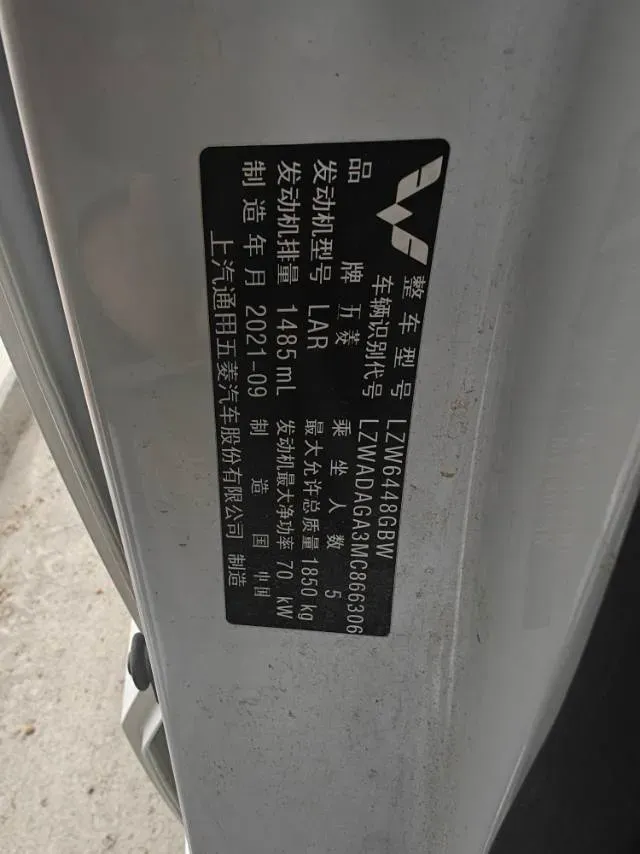 整车型号 LZW6448GBW
车辆识别代号 LZWADAGA3MC866306
品牌 五菱 乘坐人数 5
发动机型号 LAR 最大允许总质量 1850 kg
发动机排量 1485 mL 发动机最大净功率 70 kW
制造年月 2021-09 制造国 中国
上汽通用五菱汽车股份有限公司 制造